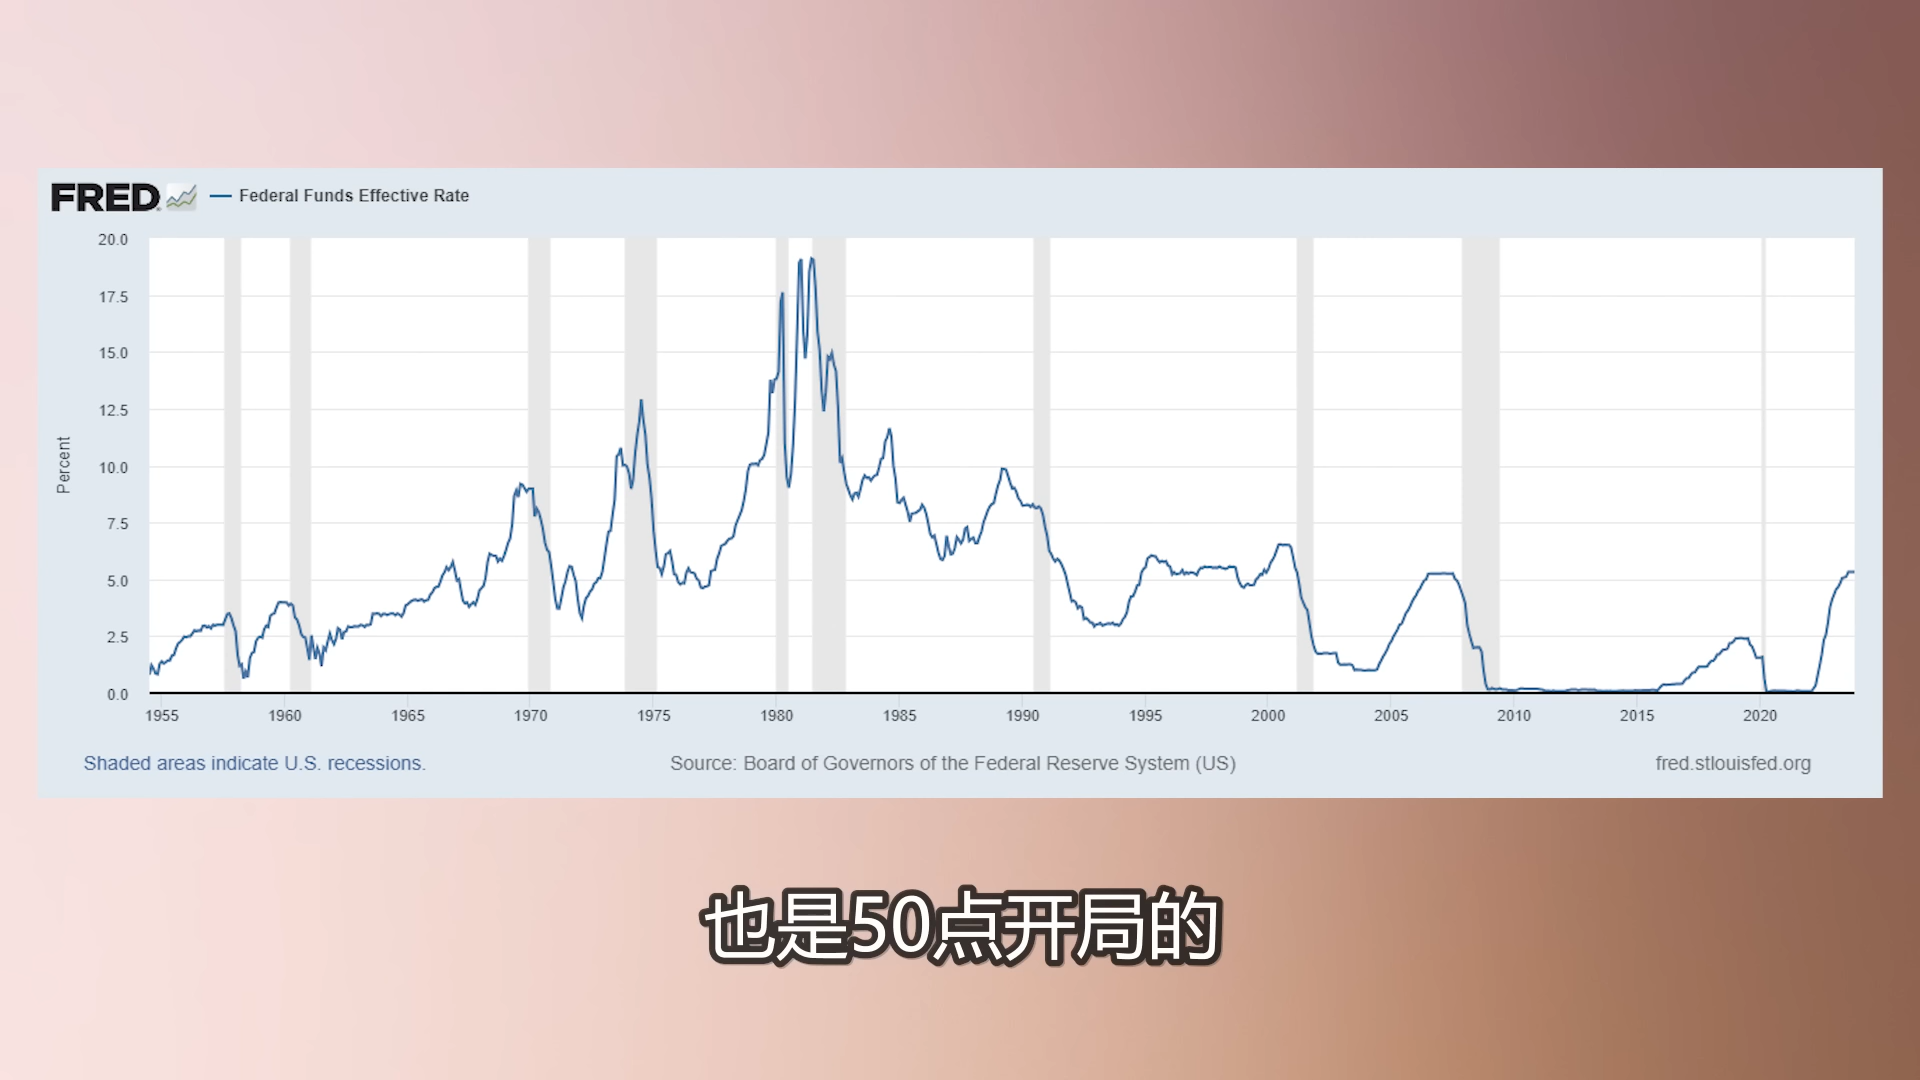 FRED — Federal Funds Effective Rate
20.0
17.5
15.0
12.5
10.0
7.5
5.0
2.5
0.0
Percent
1955 1960 1965 1970 1975 1980 1985 1990 1995 2000 2005 2010 2015 2020
Shaded areas indicate U.S. recessions. Source: Board of Governors of the Federal Reserve System (US) fred.stlouisfed.org
也是50点开局的